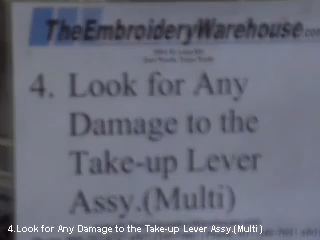 TheEmbroideryWarehouse.com
4. Look for Any
Damage to the
Take-up Lever
Assy.(Multi)
4.Look for Any Damage to the Take-up Lever Assy.(Multi)